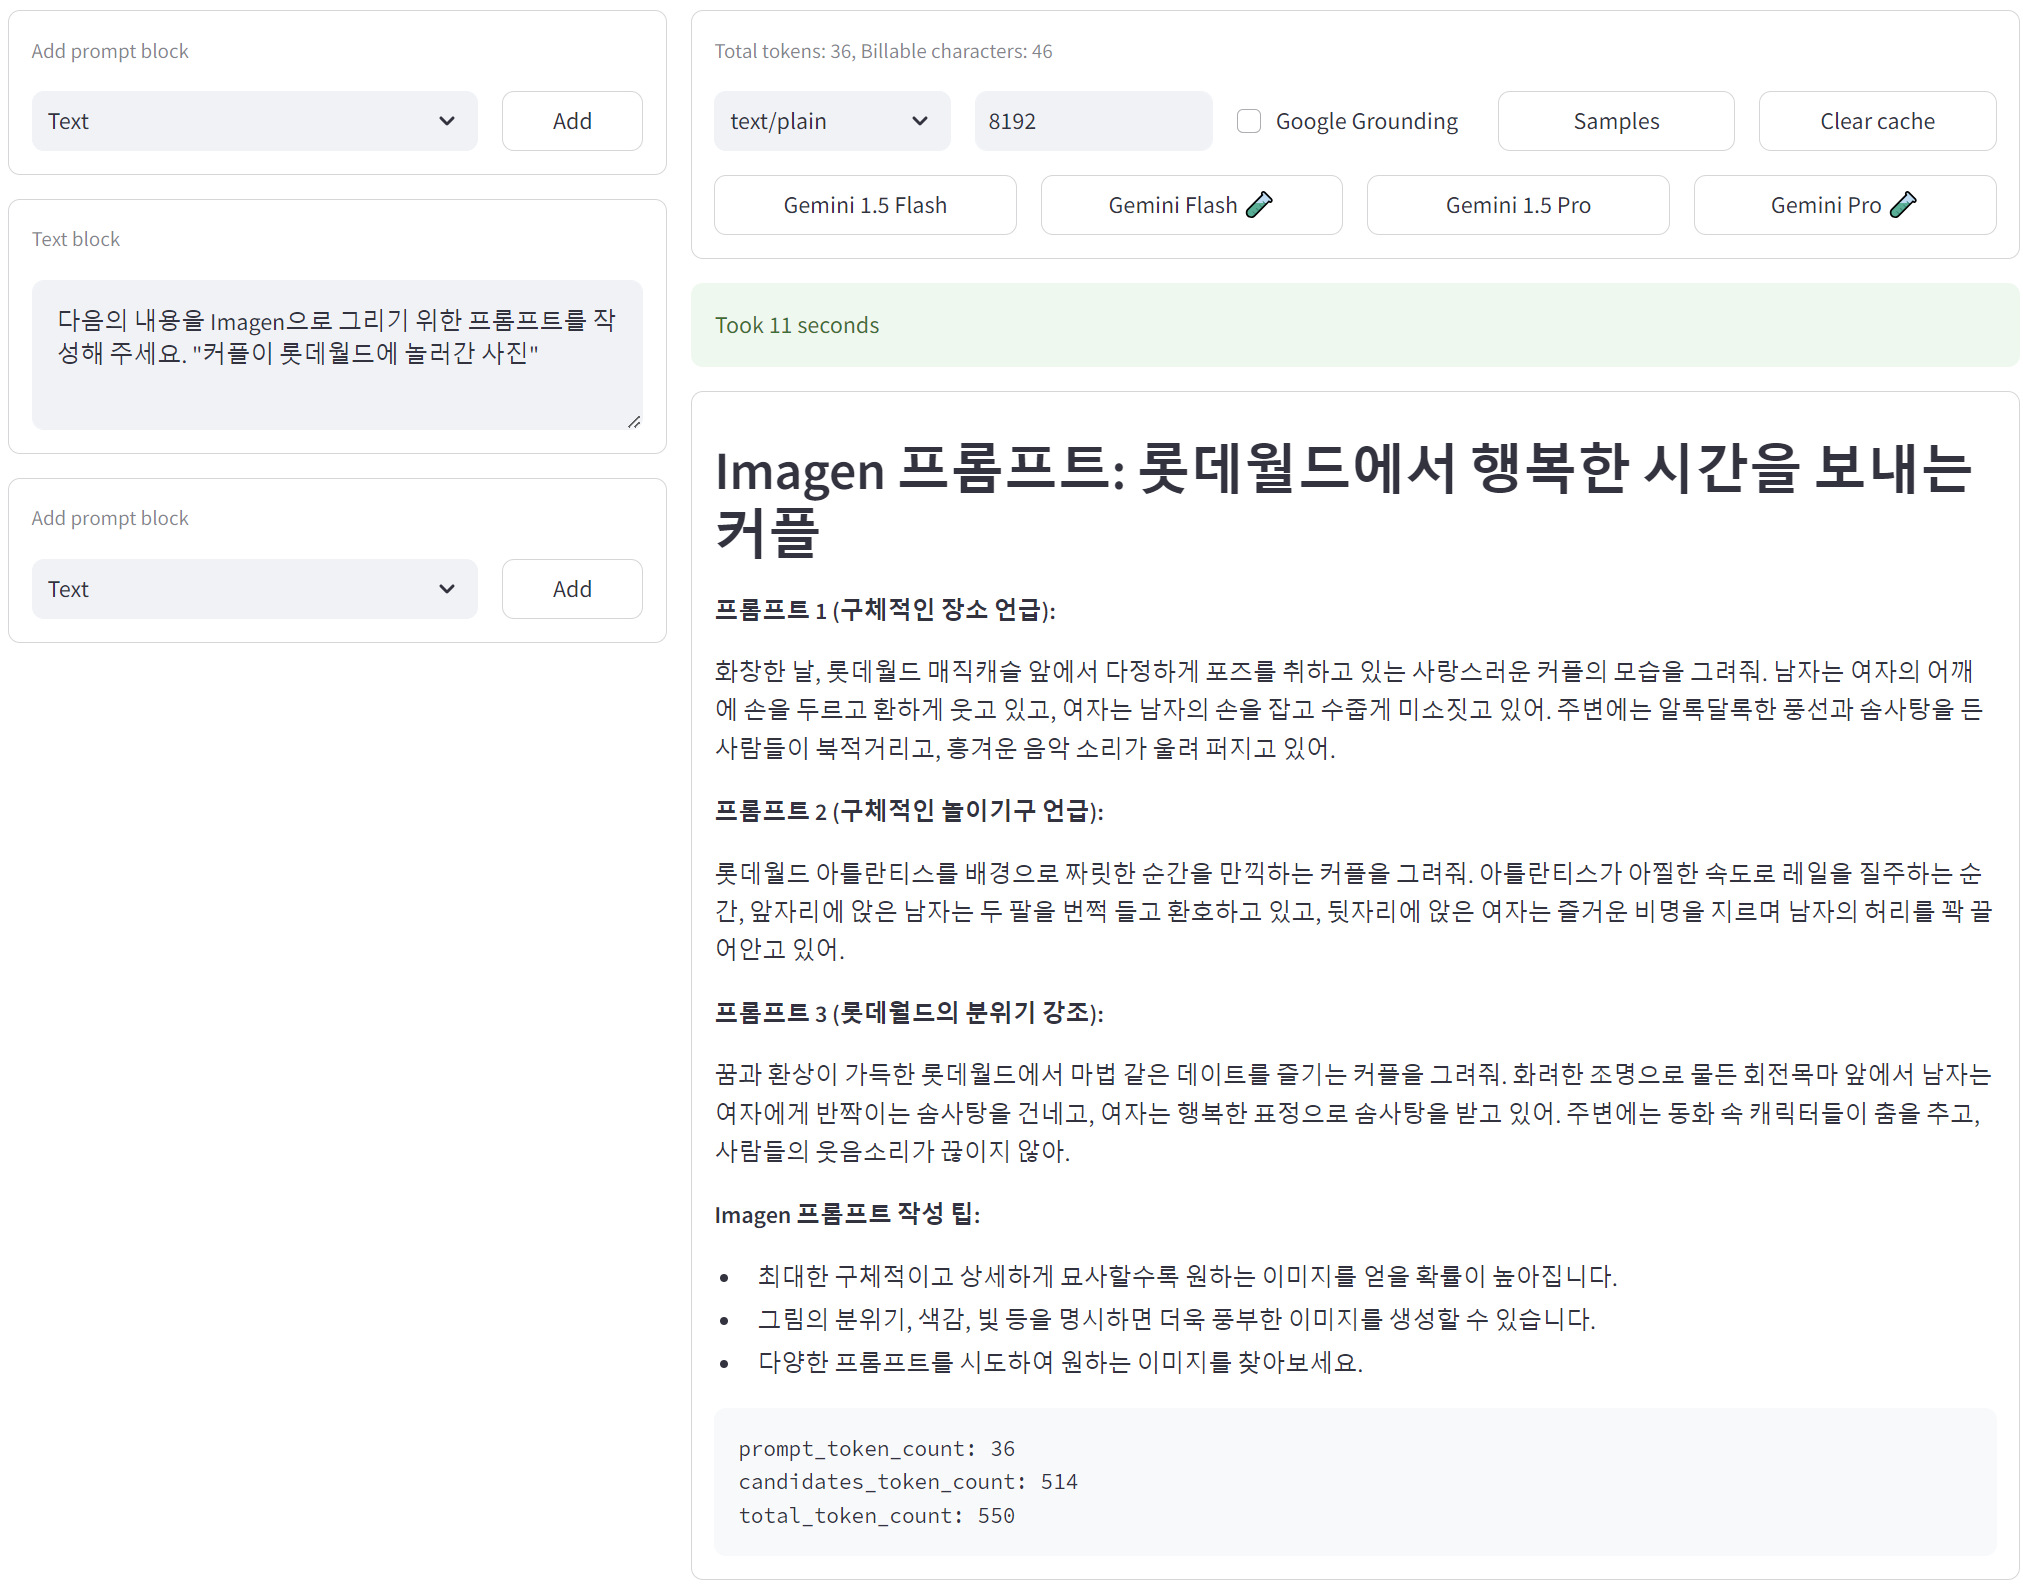 Add prompt block
Text
Add
Text block
다음의 내용을 Imagen으로 그리기 위한 프롬프트를 작
성해 주세요. "커플이 롯데월드에 놀러간 사진"
Add prompt block
Text
Add
Total tokens: 36, Billable characters: 46
text/plain
8192
Google Grounding
Samples
Clear cache
Gemini 1.5 Flash
Gemini Flash 🧪
Gemini 1.5 Pro
Gemini Pro 🧪
Took 11 seconds
Imagen 프롬프트: 롯데월드에서 행복한 시간을 보내는
커플
프롬프트 1 (구체적인 장소 언급):
화창한 날, 롯데월드 매직캐슬 앞에서 다정하게 포즈를 취하고 있는 사랑스러운 커플의 모습을 그려줘. 남자는 여자의 어깨
에 손을 두르고 환하게 웃고 있고, 여자는 남자의 손을 잡고 수줍게 미소짓고 있어. 주변에는 알록달록한 풍선과 솜사탕을 든
사람들이 북적거리고, 흥겨운 음악 소리가 울려 퍼지고 있어.
프롬프트 2 (구체적인 놀이기구 언급):
롯데월드 아틀란티스를 배경으로 짜릿한 순간을 만끽하는 커플을 그려줘. 아틀란티스가 아찔한 속도로 레일을 질주하는 순
간, 앞자리에 앉은 남자는 두 팔을 번쩍 들고 환호하고 있고, 뒷자리에 앉은 여자는 즐거운 비명을 지르며 남자의 허리를 꽉 끌
어안고 있어.
프롬프트 3 (롯데월드의 분위기 강조):
꿈과 환상이 가득한 롯데월드에서 마법 같은 데이트를 즐기는 커플을 그려줘. 화려한 조명으로 물든 회전목마 앞에서 남자는
여자에게 반짝이는 솜사탕을 건네고, 여자는 행복한 표정으로 솜사탕을 받고 있어. 주변에는 동화 속 캐릭터들이 춤을 추고,
사람들의 웃음소리가 끊이지 않아.
Imagen 프롬프트 작성 팁:
• 최대한 구체적이고 상세하게 묘사할수록 원하는 이미지를 얻을 확률이 높아집니다.
• 그림의 분위기, 색감, 빛 등을 명시하면 더욱 풍부한 이미지를 생성할 수 있습니다.
• 다양한 프롬프트를 시도하여 원하는 이미지를 찾아보세요.
prompt_token_count: 36
candidates_token_count: 514
total_token_count: 550